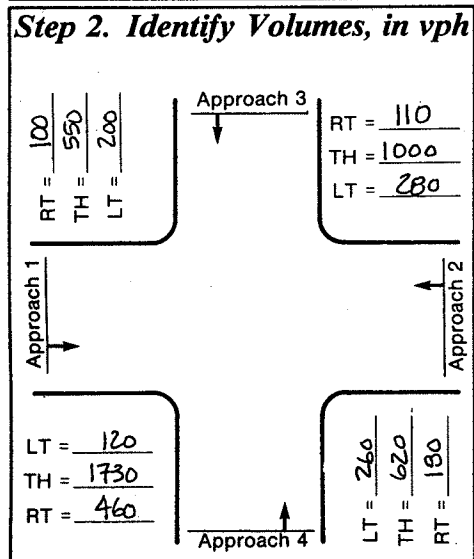 Step 2. Identify Volumes, in vph
RT = 100
TH = 550
LT = 200
Approach 3
RT = 110
TH = 1000
LT = 280
Approach 1
Approach 2
LT = 120
TH = 1730
RT = 460
Approach 4
LT = 260
TH = 620
RT = 180